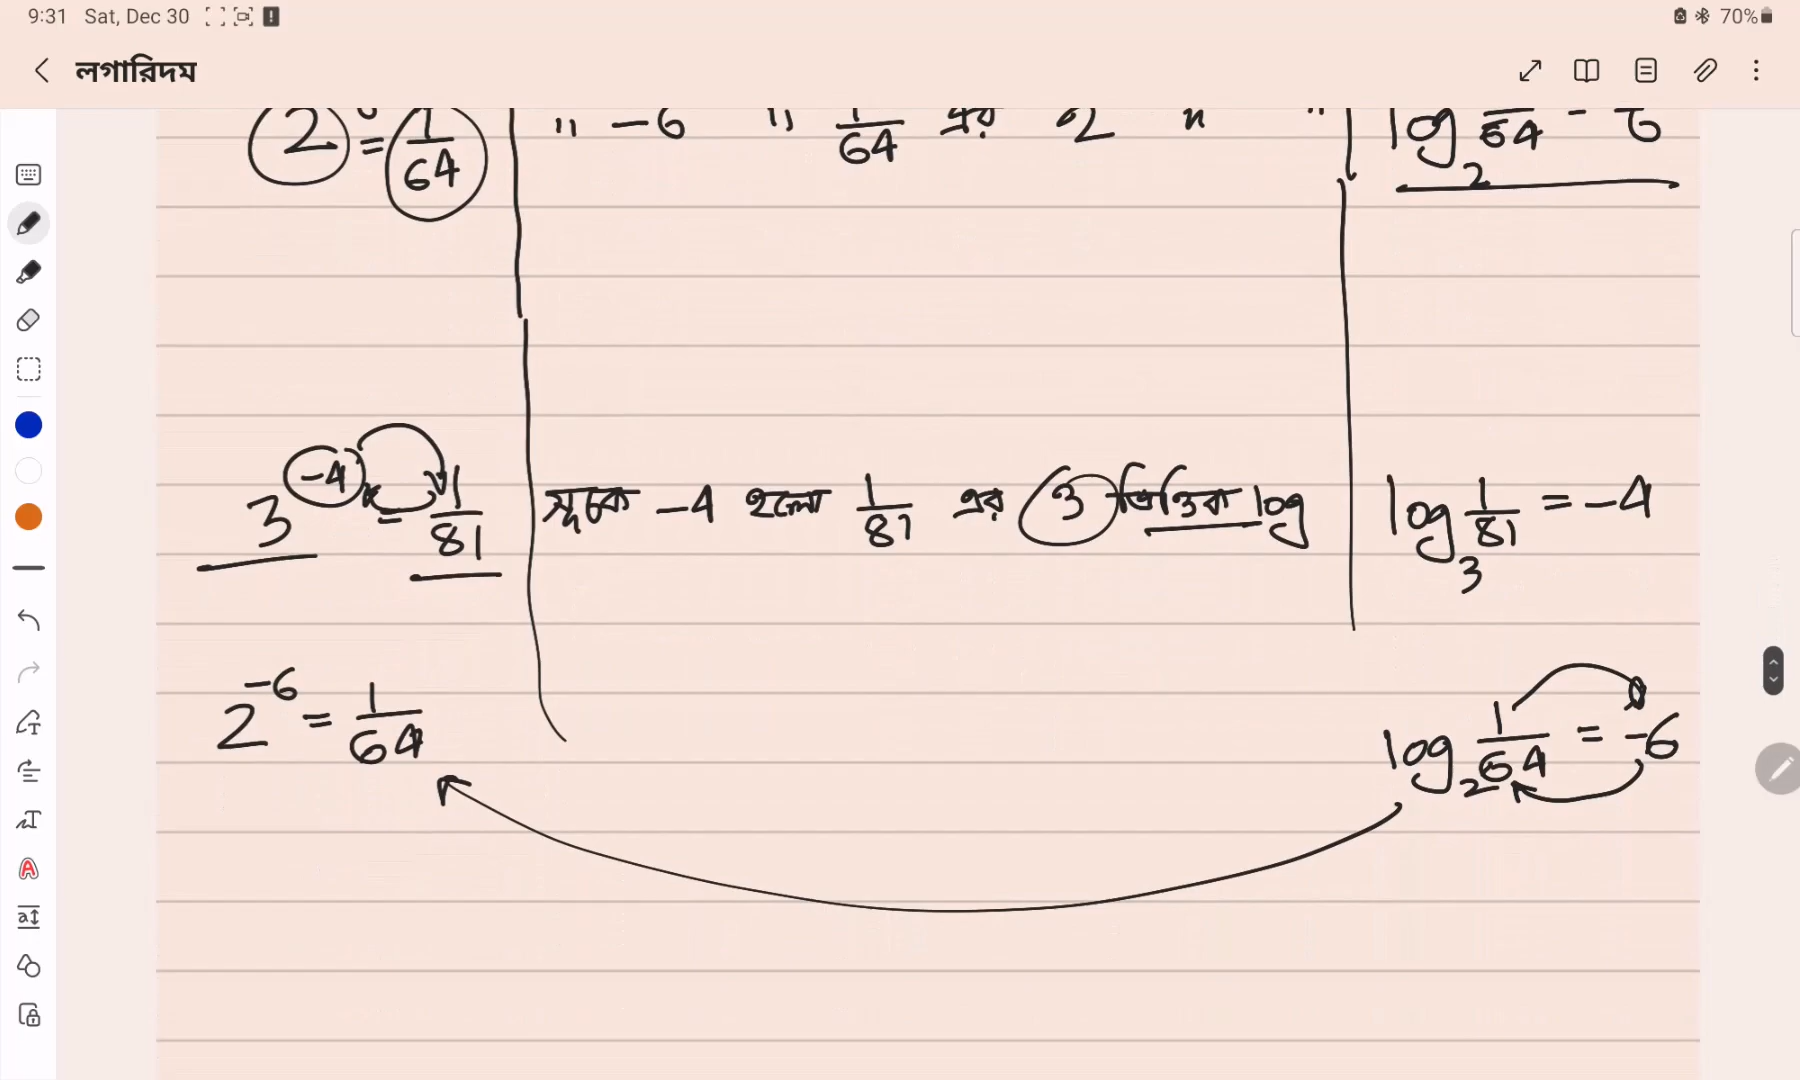 9:31 Sat, Dec 30 70%
লগারিদম
2 = 1/64 " -6 " 1/64 এর 2 " " log₂ 1/64 = -6
3⁻⁴ = 1/81 সূচক -4 হলো 1/81 এর 3 ভিত্তিক log log₃ 1/81 = -4
2⁻⁶ = 1/64 log₂ 1/64 = -6